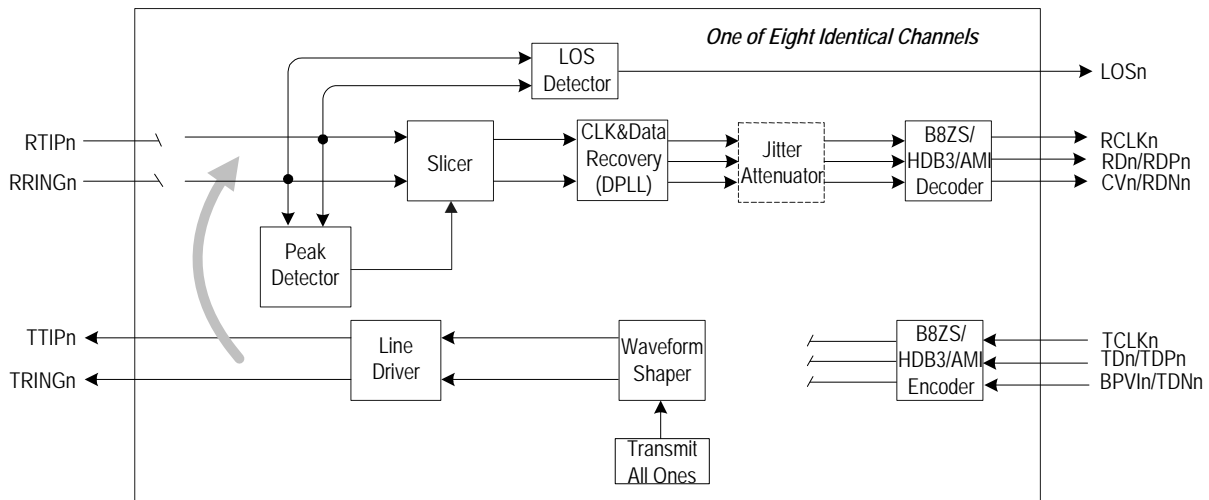 One of Eight Identical Channels
LOS
Detector
LOSn
RTIPn
RRINGn
Slicer
CLK&Data
Recovery
(DPLL)
Jitter
Attenuator
B8ZS/
HDB3/AMI
Decoder
RCLKn
RDn/RDPn
CVn/RDNn
Peak
Detector
TTIPn
TRINGn
Line
Driver
Waveform
Shaper
B8ZS/
HDB3/AMI
Encoder
TCLKn
TDn/TDPn
BPVIn/TDNn
Transmit
All Ones